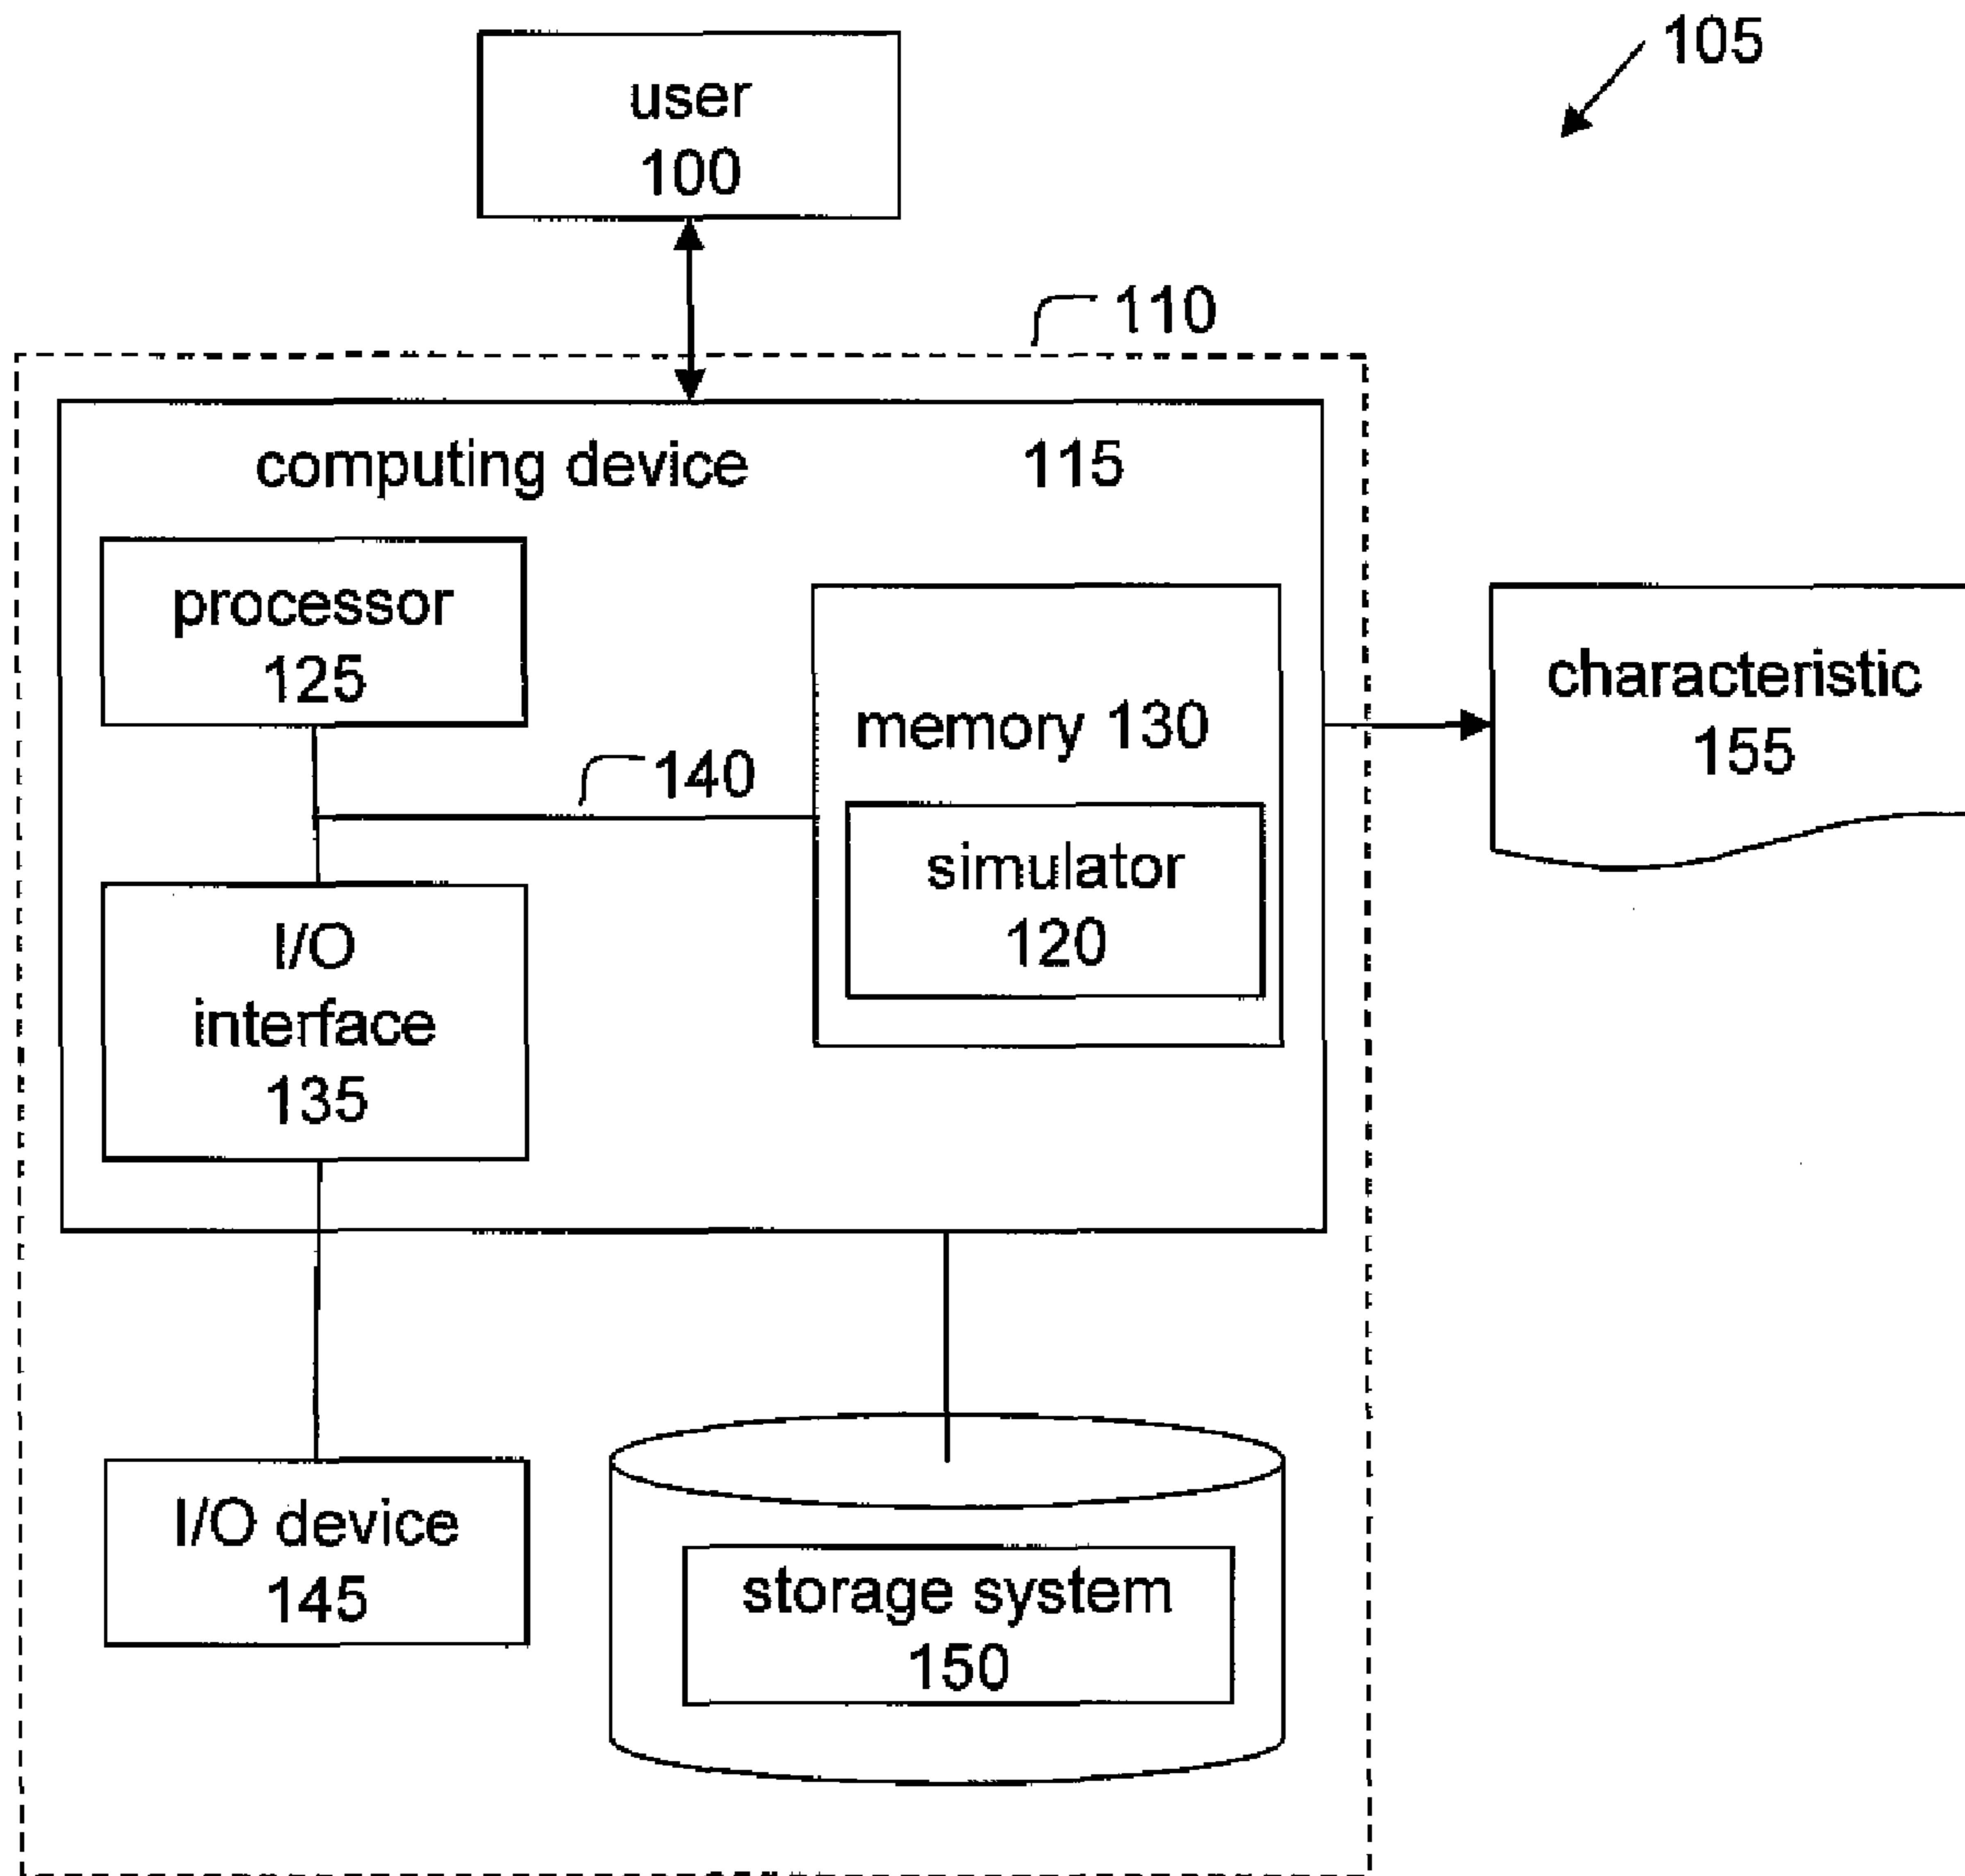 105
user
100
110
computing device 115
processor
125
memory 130
140
simulator
120
characteristic
155
I/O
interface
135
I/O device
145
storage system
150